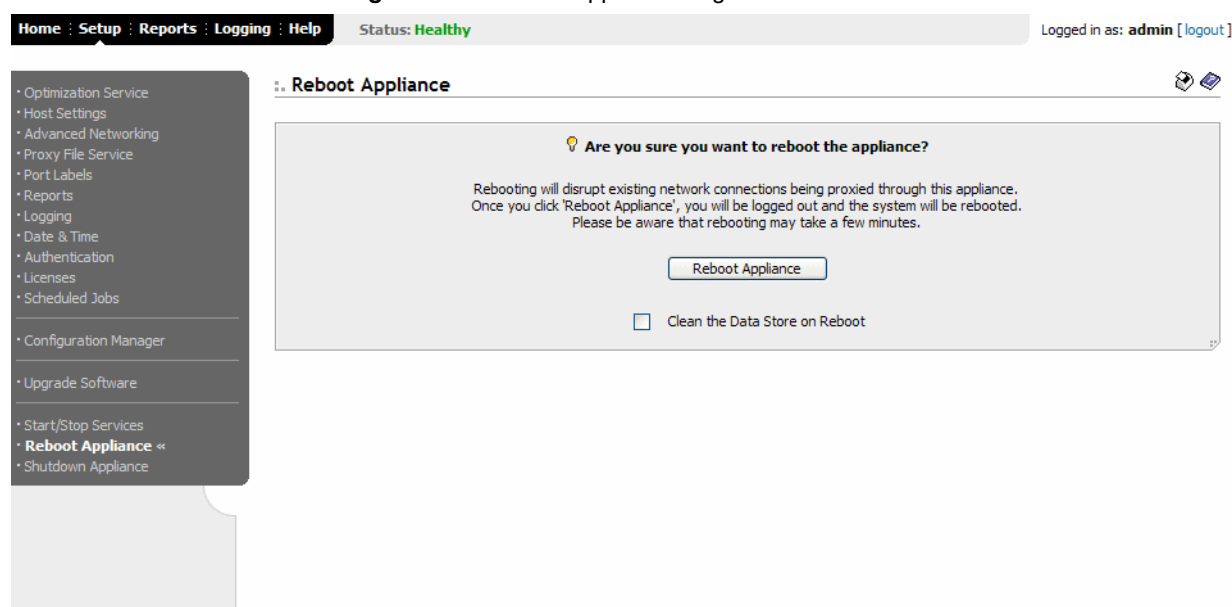 Home Setup Reports Logging Help Status: Healthy Logged in as: admin [ logout ]
:. Reboot Appliance
· Optimization Service
· Host Settings
· Advanced Networking
· Proxy File Service
· Port Labels
· Reports
· Logging
· Date & Time
· Authentication
· Licenses
· Scheduled Jobs
· Configuration Manager
· Upgrade Software
· Start/Stop Services
· Reboot Appliance «
· Shutdown Appliance
Are you sure you want to reboot the appliance?
Rebooting will disrupt existing network connections being proxied through this appliance.
Once you click 'Reboot Appliance', you will be logged out and the system will be rebooted.
Please be aware that rebooting may take a few minutes.
Reboot Appliance
Clean the Data Store on Reboot